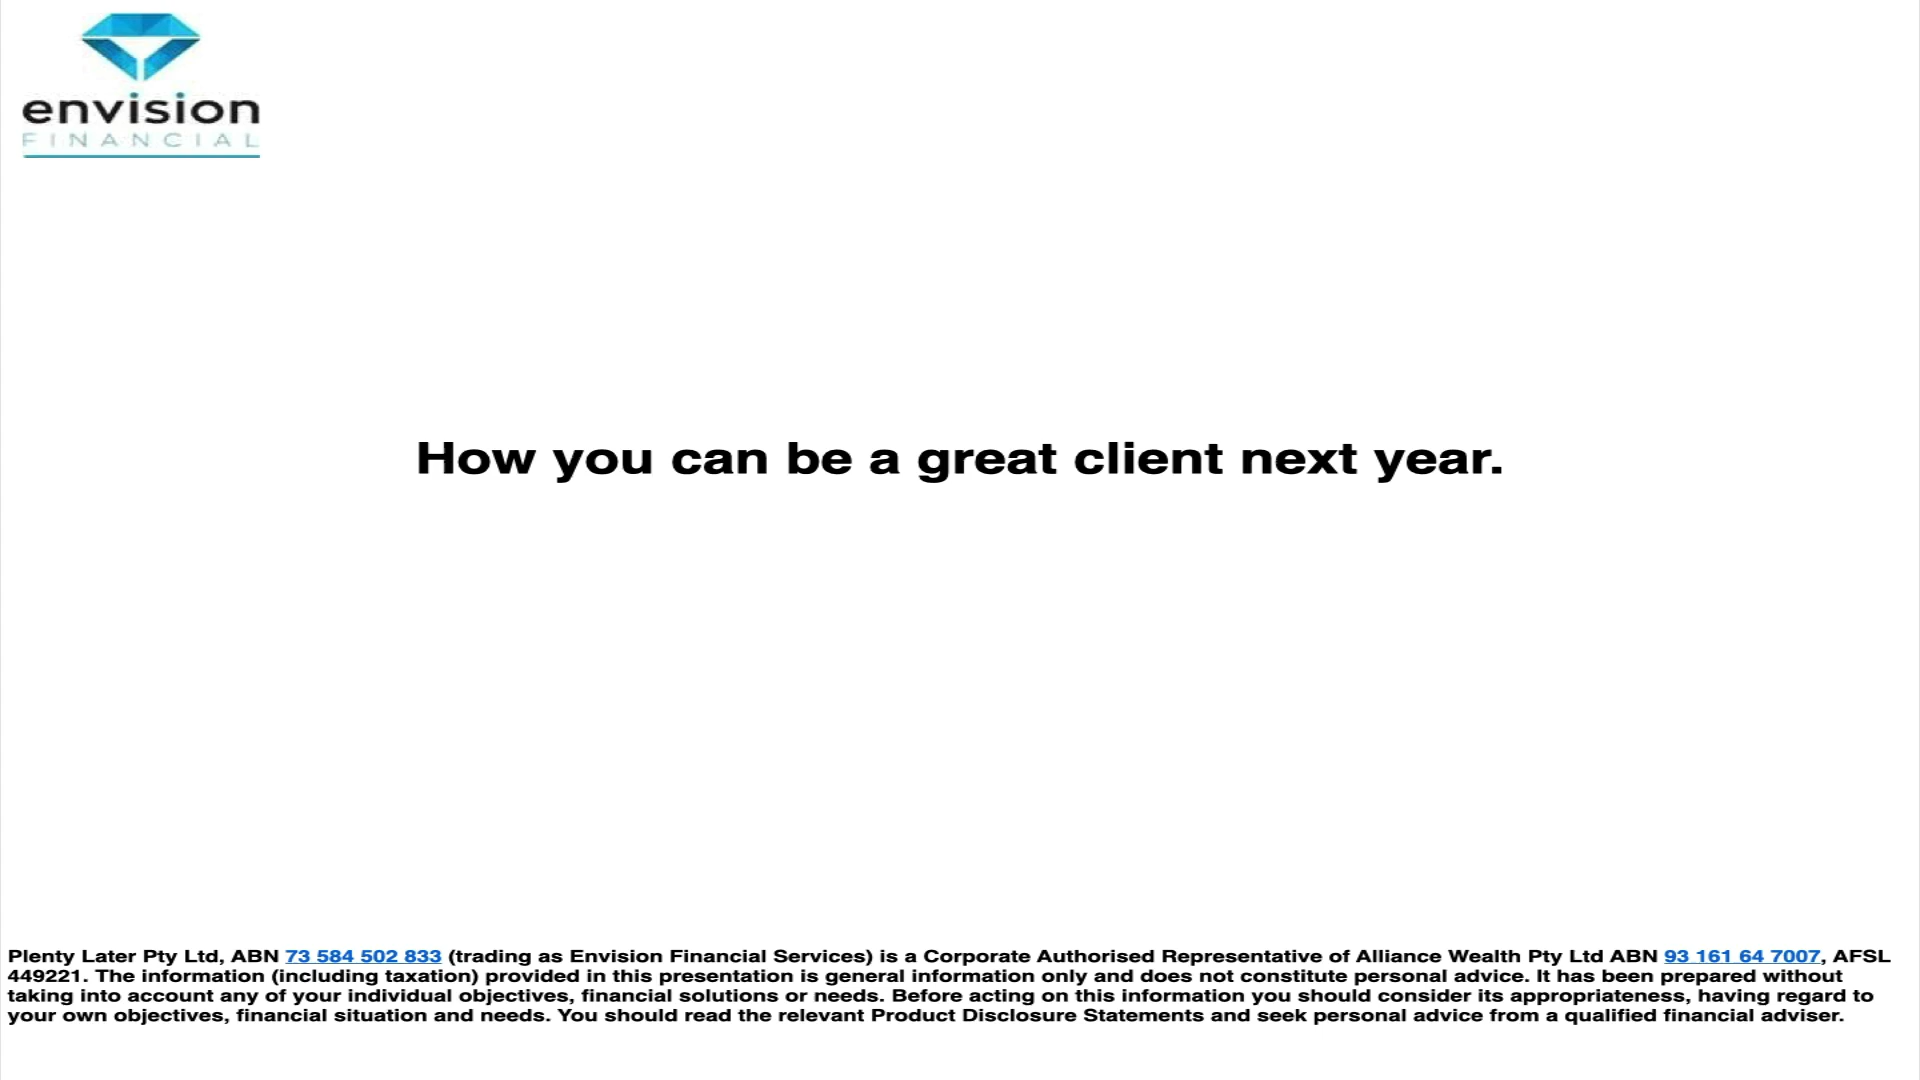 envision
FINANCIAL
How you can be a great client next year.
Plenty Later Pty Ltd, ABN 73 584 502 833 (trading as Envision Financial Services) is a Corporate Authorised Representative of Alliance Wealth Pty Ltd ABN 93 161 64 7007, AFSL
449221. The information (including taxation) provided in this presentation is general information only and does not constitute personal advice. It has been prepared without
taking into account any of your individual objectives, financial solutions or needs. Before acting on this information you should consider its appropriateness, having regard to
your own objectives, financial situation and needs. You should read the relevant Product Disclosure Statements and seek personal advice from a qualified financial adviser.